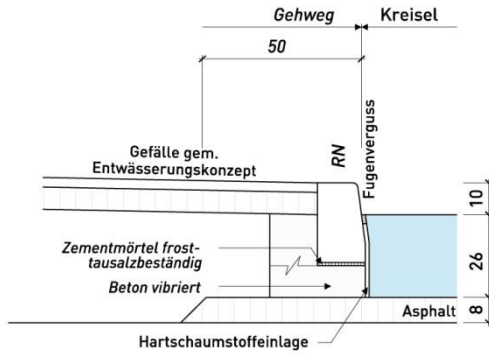 Gehweg Kreisel
50
Gefälle gem.
Entwässerungskonzept
RN
Fugenverguss
10
Zementmörtel frost-
tausalzbeständig
26
Beton vibriert
Asphalt
8
Hartschaumstoffeinlage